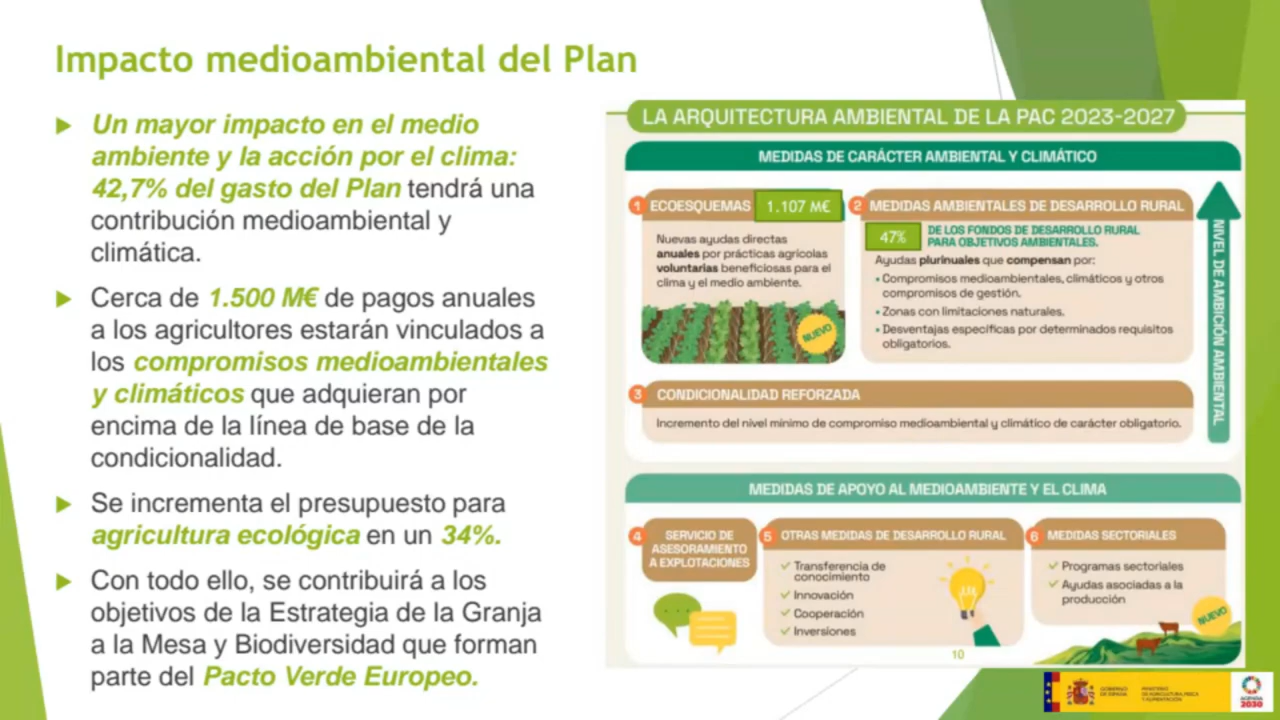 Impacto medioambiental del Plan
Un mayor impacto en el medio
ambiente y la acción por el clima:
42,7% del gasto del Plan tendrá una
contribución medioambiental y
climática.
Cerca de 1.500 M€ de pagos anuales
a los agricultores estarán vinculados a
los compromisos medioambientales
y climáticos que adquieran por
encima de la línea de base de la
condicionalidad.
Se incrementa el presupuesto para
agricultura ecológica en un 34%.
Con todo ello, se contribuirá a los
objetivos de la Estrategia de la Granja
a la Mesa y Biodiversidad que forman
parte del Pacto Verde Europeo.
LA ARQUITECTURA AMBIENTAL DE LA PAC 2023-2027
MEDIDAS DE CARÁCTER AMBIENTAL Y CLIMÁTICO
1 ECOESQUEMAS 1.107 M€
Nuevas ayudas directas
anuales por prácticas agrícolas
voluntarias beneficiosas para el
clima y el medio ambiente.
NUEVO
2 MEDIDAS AMBIENTALES DE DESARROLLO RURAL
47%
DE LOS FONDOS DE DESARROLLO RURAL
PARA OBJETIVOS AMBIENTALES.
Ayudas plurinuales que compensan por:
• Compromisos medioambientales, climáticos y otros
compromisos de gestión.
• Zonas con limitaciones naturales.
• Desventajas específicas por determinados requisitos
obligatorios.
NIVEL DE AMBICIÓN AMBIENTAL
3 CONDICIONALIDAD REFORZADA
Incremento del nivel mínimo de compromiso medioambiental y climático de carácter obligatorio.
MEDIDAS DE APOYO AL MEDIOAMBIENTE Y EL CLIMA
4 SERVICIO DE
ASESORAMIENTO
A EXPLOTACIONES
5 OTRAS MEDIDAS DE DESARROLLO RURAL
Transferencia de
conocimiento
Innovación
Cooperación
Inversiones
6 MEDIDAS SECTORIALES
Programas sectoriales
Ayudas asociadas a la
producción
NUEVO
10
GOBIERNO
DE ESPAÑA
MINISTERIO
DE AGRICULTURA, PESCA
Y ALIMENTACIÓN
AGENDA
2030